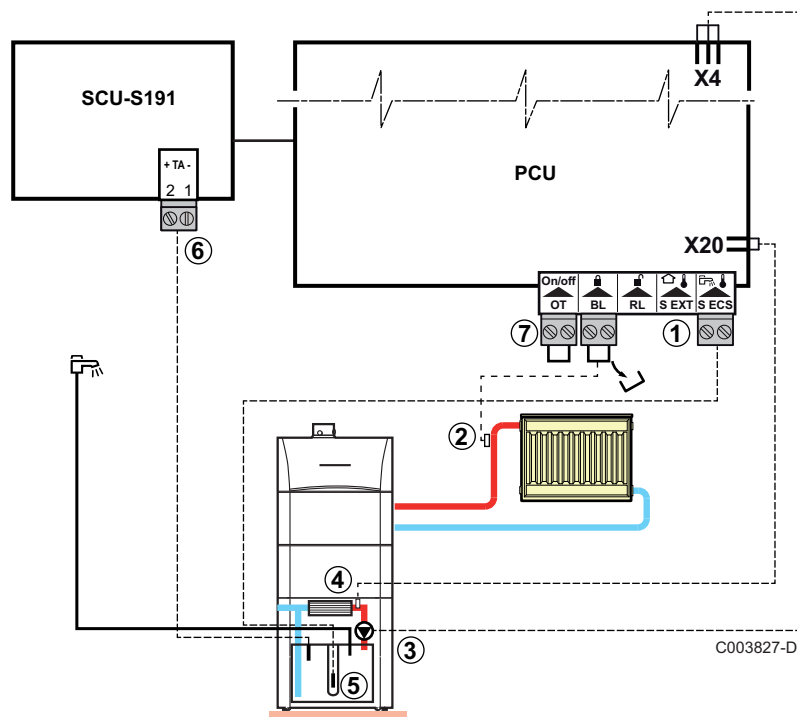 X4
SCU-S191
+ TA -
2 1
PCU
6
X20
On/off
OT BL RL S EXT S ECS
7
1
2
4
3
C003827-D
5